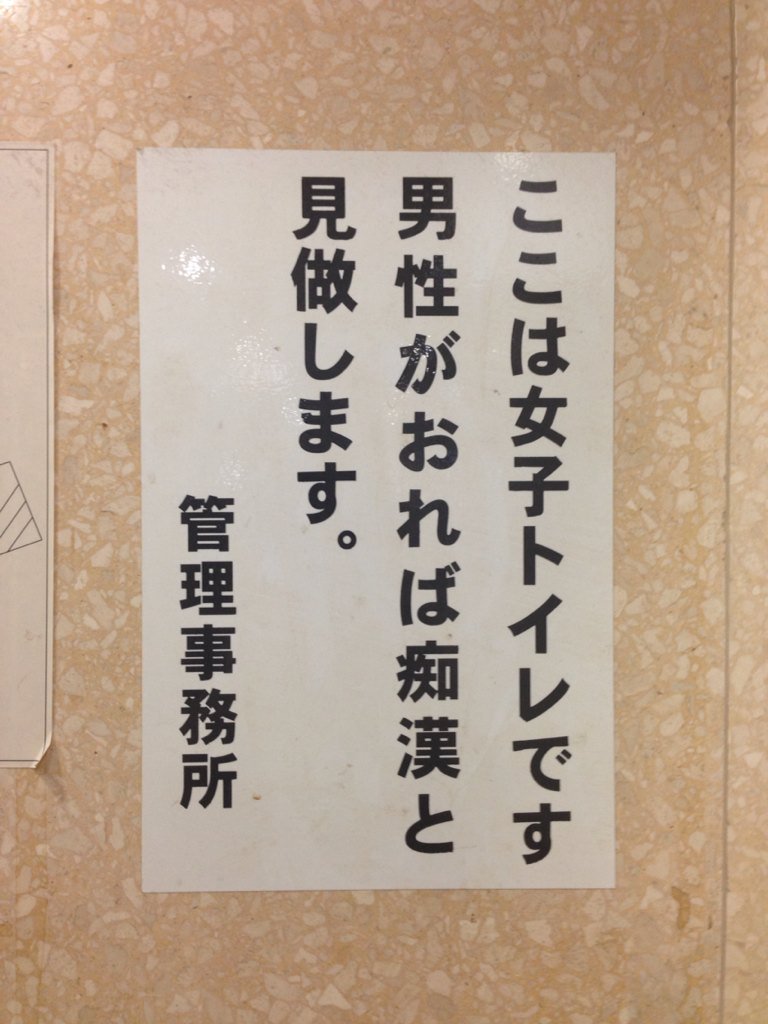 ここは女子トイレです
男性がおれば痴漢と
見做します。
管理事務所